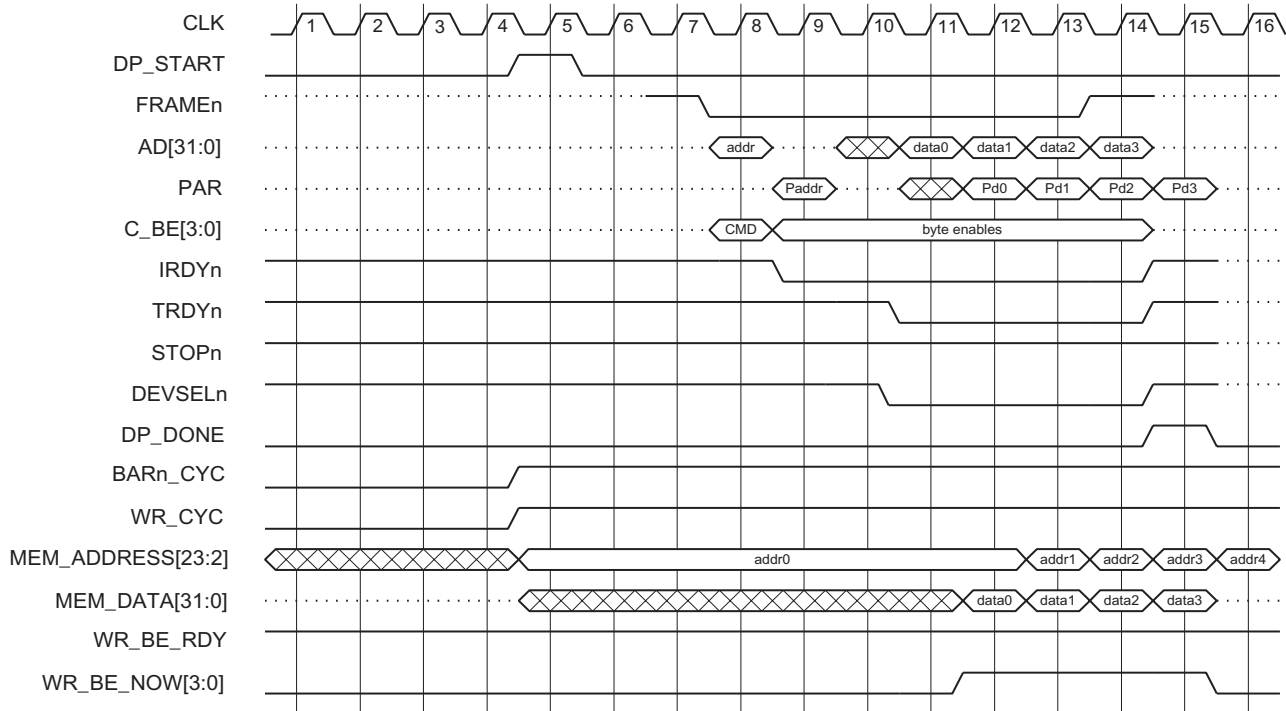 CLK 1 2 3 4 5 6 7 8 9 10 11 12 13 14 15 16
DP_START
FRAMEn
AD[31:0] addr data0 data1 data2 data3
PAR Paddr Pd0 Pd1 Pd2 Pd3
C_BE[3:0] CMD byte enables
IRDYn
TRDYn
STOPn
DEVSELn
DP_DONE
BARn_CYC
WR_CYC
MEM_ADDRESS[23:2] addr0 addr1 addr2 addr3 addr4
MEM_DATA[31:0] data0 data1 data2 data3
WR_BE_RDY
WR_BE_NOW[3:0]